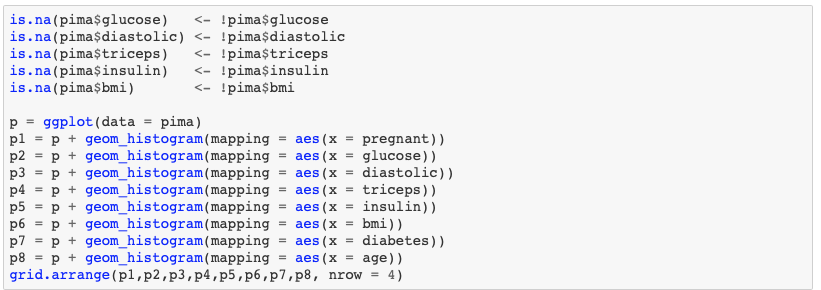 is.na(pima$glucose)   <- !pima$glucose
is.na(pima$diastolic) <- !pima$diastolic
is.na(pima$triceps)   <- !pima$triceps
is.na(pima$insulin)   <- !pima$insulin
is.na(pima$bmi)       <- !pima$bmi

p = ggplot(data = pima)
p1 = p + geom_histogram(mapping = aes(x = pregnant))
p2 = p + geom_histogram(mapping = aes(x = glucose))
p3 = p + geom_histogram(mapping = aes(x = diastolic))
p4 = p + geom_histogram(mapping = aes(x = triceps))
p5 = p + geom_histogram(mapping = aes(x = insulin))
p6 = p + geom_histogram(mapping = aes(x = bmi))
p7 = p + geom_histogram(mapping = aes(x = diabetes))
p8 = p + geom_histogram(mapping = aes(x = age))
grid.arrange(p1,p2,p3,p4,p5,p6,p7,p8, nrow = 4)